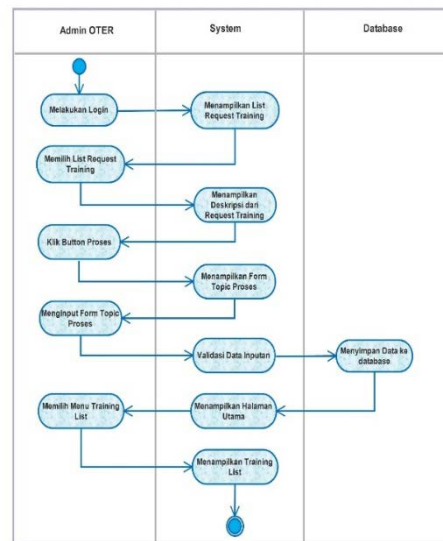 Admin OTER
System
Database
Melakukan Login
Menampilkan List
Request Training
Memilih List Request
Training
Menampilkan
Deskripsi dari
Request Training
Klik Button Proses
Menampilkan Form
Topic Proses
Menginput Form Topic
Proses
Validasi Data Inputan
Menyimpan Data ke
database
Menampilkan Halaman
Utama
Memilih Menu Training
List
Menampilkan Training
List